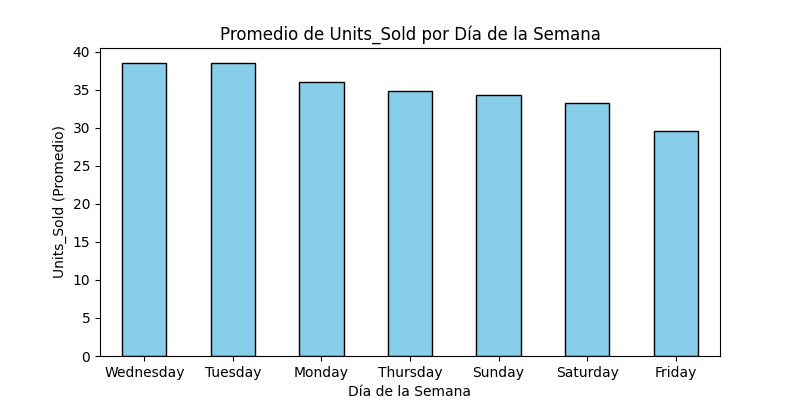 Promedio de Units_Sold por Día de la Semana
Units_Sold (Promedio)
40
35
30
25
20
15
10
5
0
Wednesday Tuesday Monday Thursday Sunday Saturday Friday
Día de la Semana